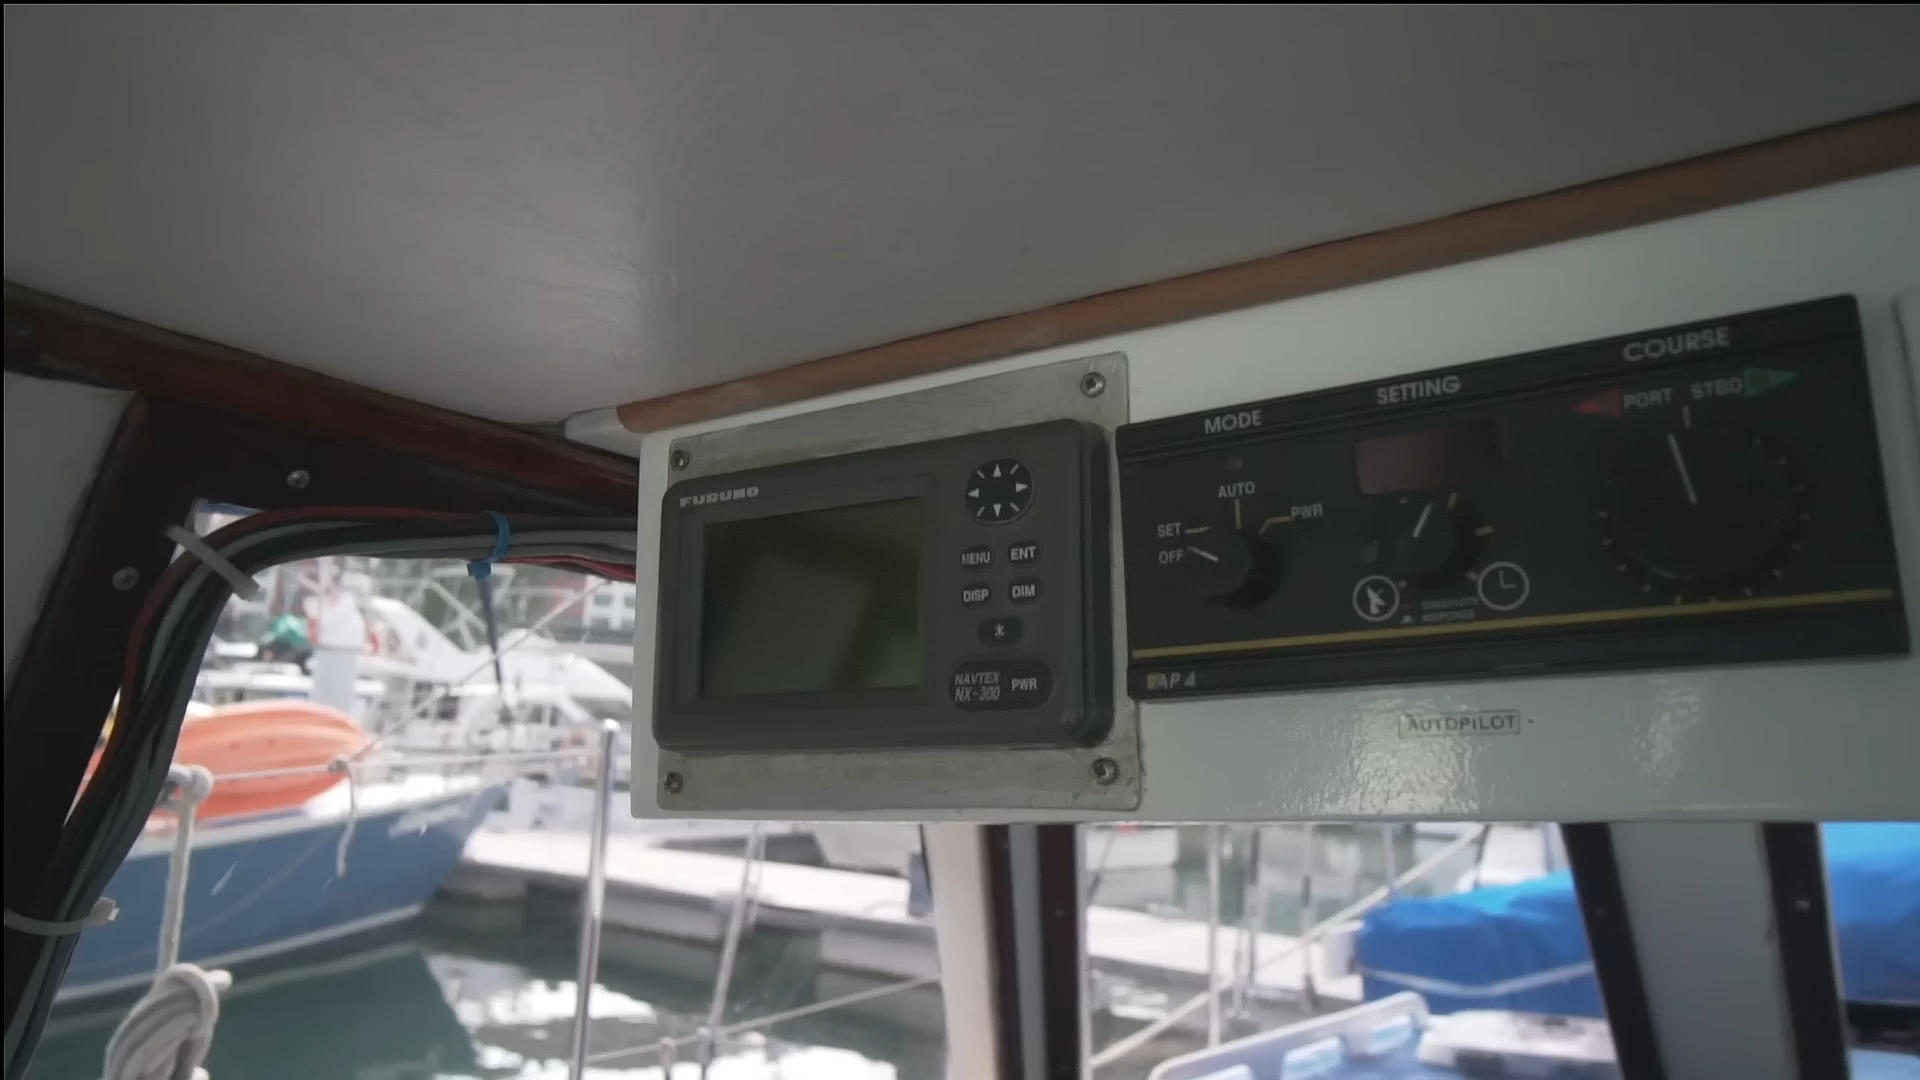 FURUNO
MENU ENT
DISP DIM
NAVTEX
NX-300
PWR
MODE
SETTING
COURSE
PORT STBD
AUTO
SET
PWR
OFF
RESPONSE
AP 4
AUTOPILOT